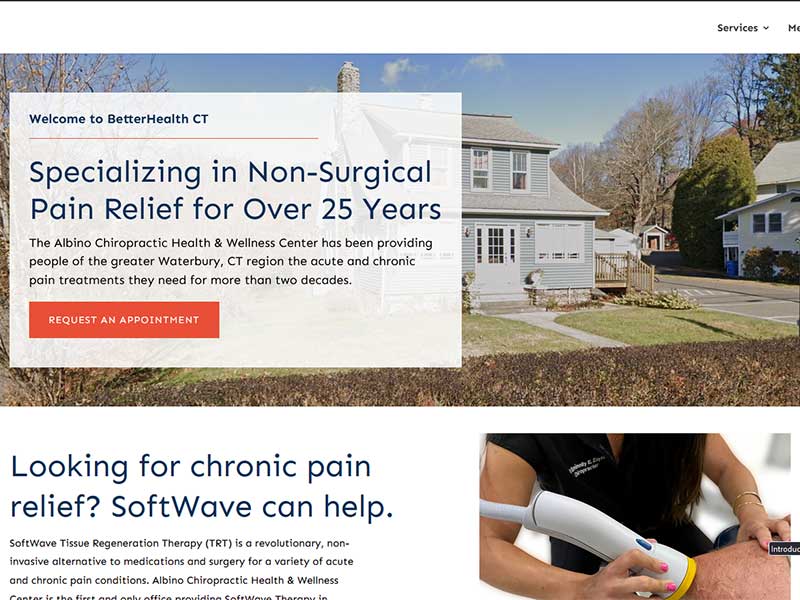 Services
Me
Welcome to BetterHealth CT
Specializing in Non-Surgical
Pain Relief for Over 25 Years
The Albino Chiropractic Health & Wellness Center has been providing
people of the greater Waterbury, CT region the acute and chronic
pain treatments they need for more than two decades.
REQUEST AN APPOINTMENT
Looking for chronic pain
relief? SoftWave can help.
SoftWave Tissue Regeneration Therapy (TRT) is a revolutionary, non-
invasive alternative to medications and surgery for a variety of acute
and chronic pain conditions. Albino Chiropractic Health & Wellness
Center is the first and only office providing SoftWave Therapy in
Introduc